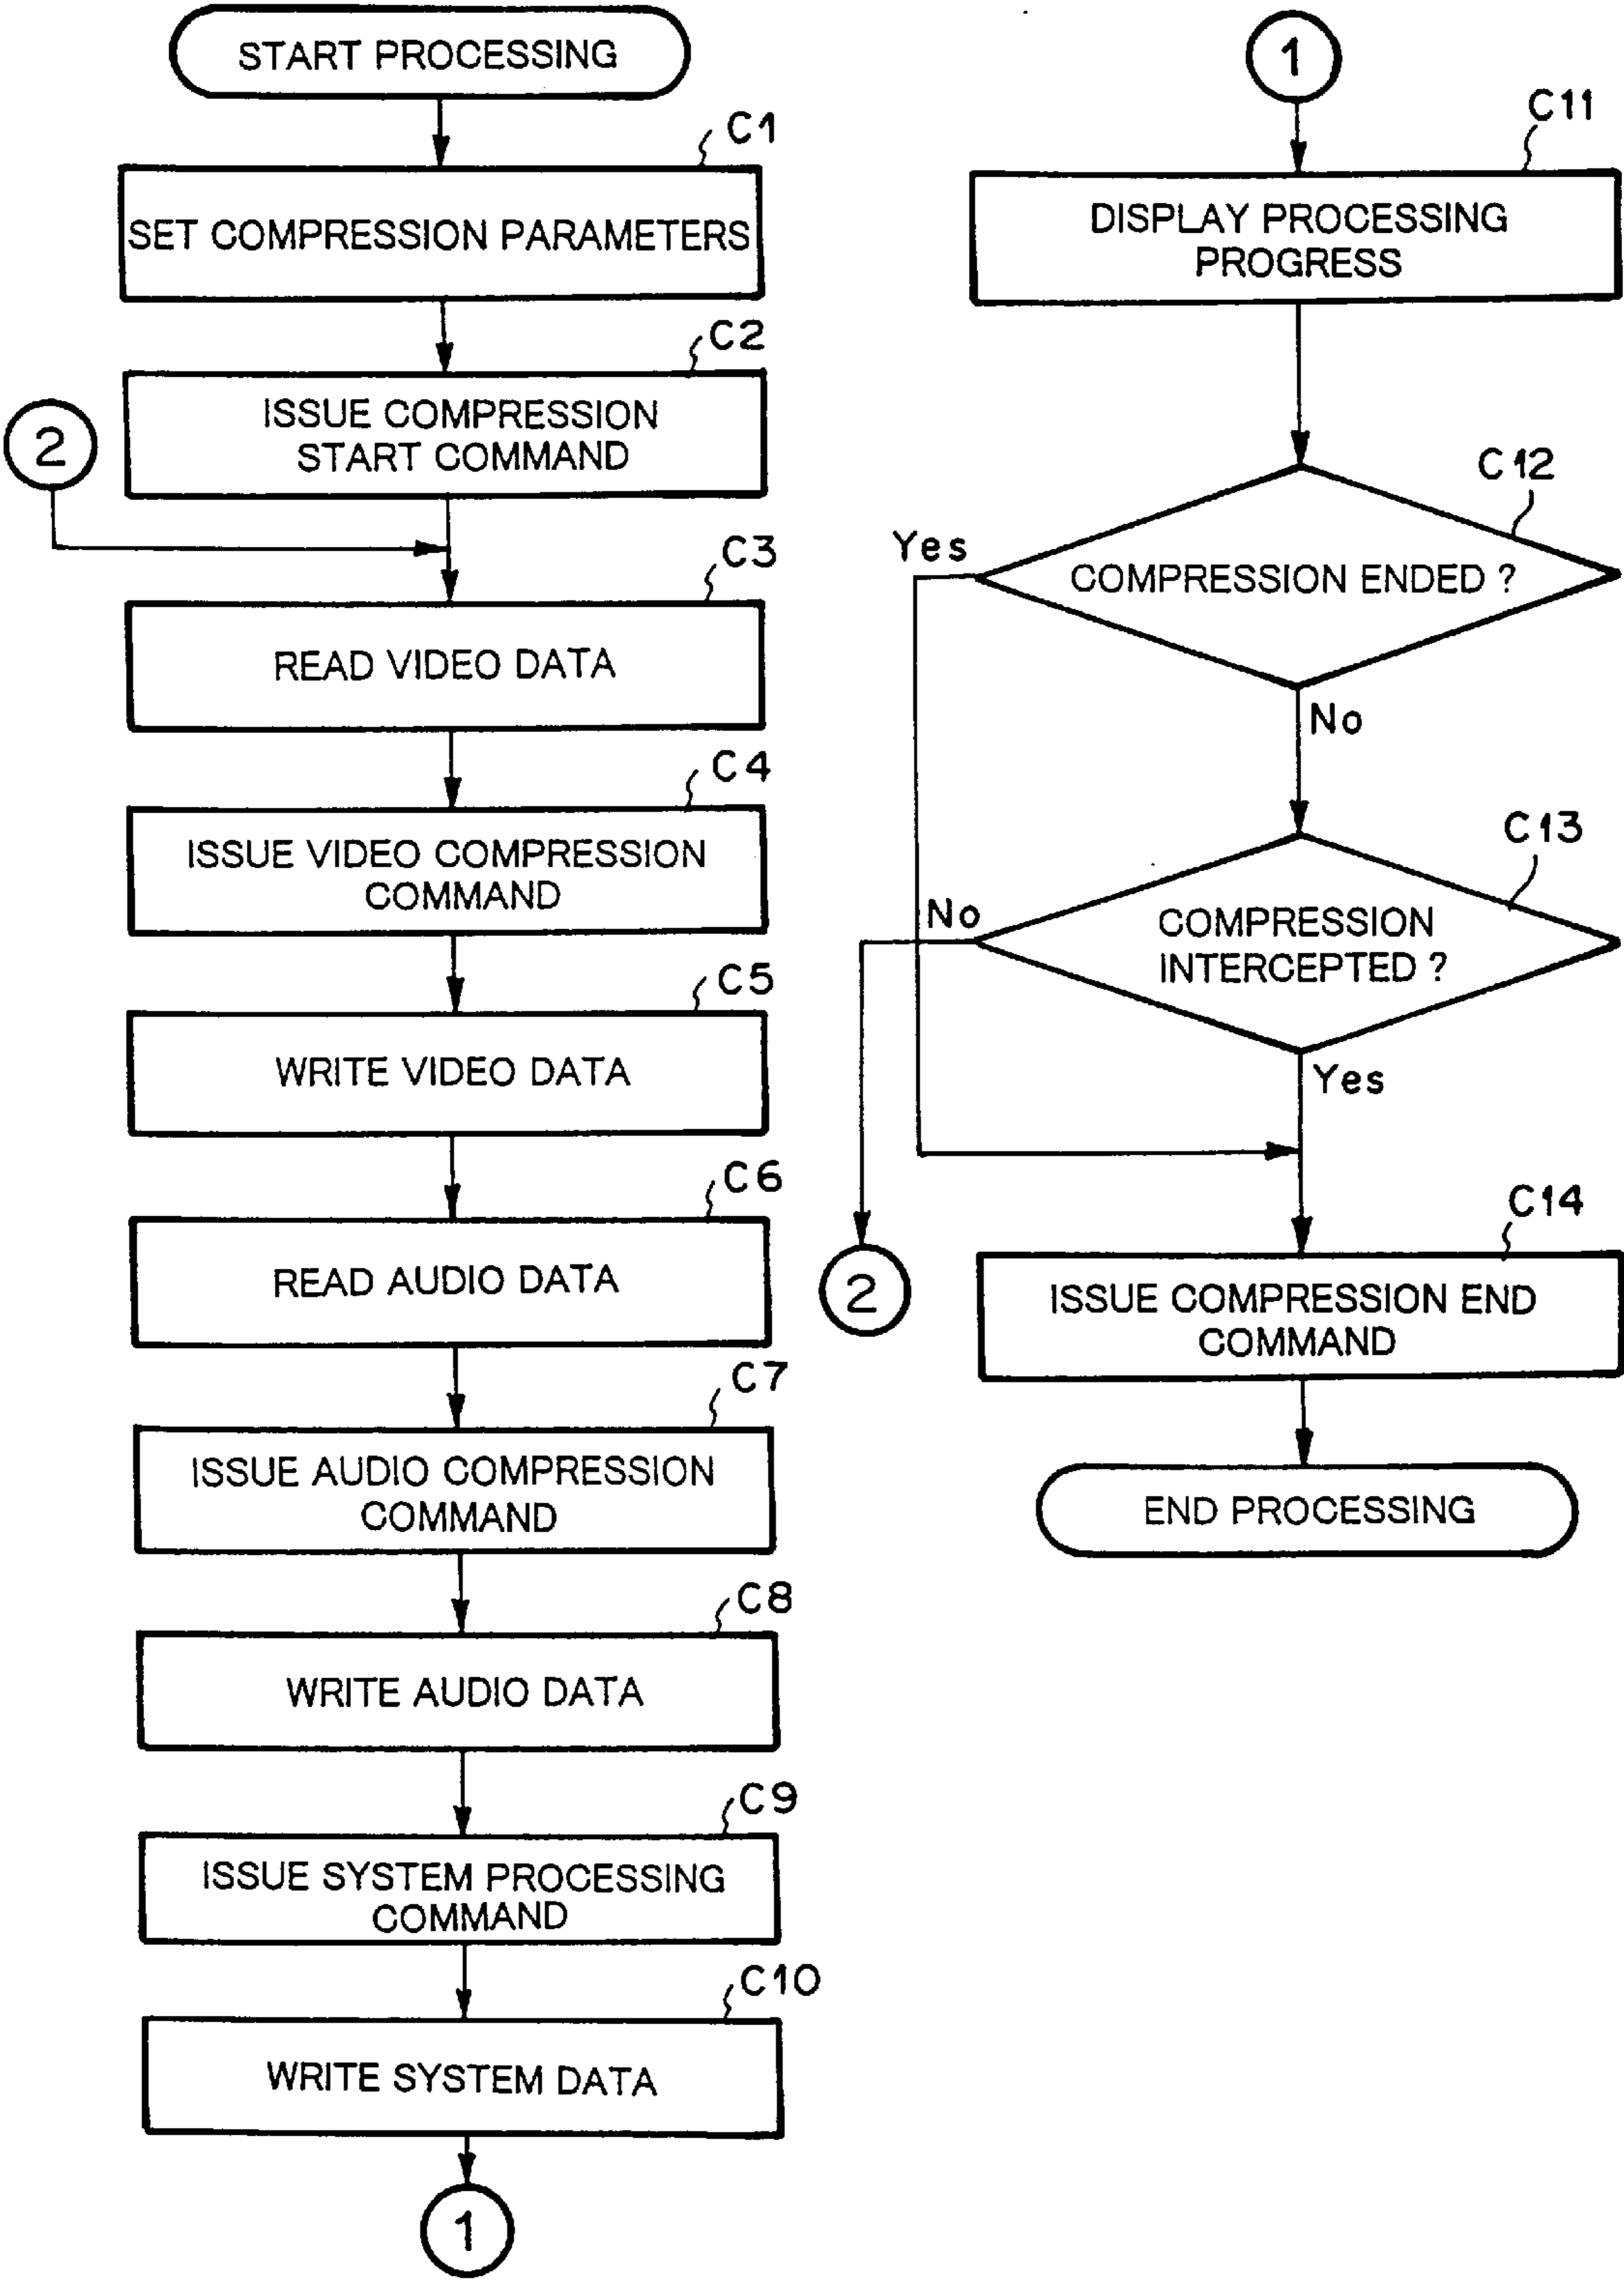 START PROCESSING
C1
SET COMPRESSION PARAMETERS
C2
ISSUE COMPRESSION
START COMMAND
2
C3
READ VIDEO DATA
C4
ISSUE VIDEO COMPRESSION
COMMAND
C5
WRITE VIDEO DATA
C6
READ AUDIO DATA
C7
ISSUE AUDIO COMPRESSION
COMMAND
C8
WRITE AUDIO DATA
C9
ISSUE SYSTEM PROCESSING
COMMAND
C10
WRITE SYSTEM DATA
1
1
C11
DISPLAY PROCESSING
PROGRESS
C12
Yes
COMPRESSION ENDED ?
No
C13
No
COMPRESSION
INTERCEPTED ?
Yes
2
C14
ISSUE COMPRESSION END
COMMAND
END PROCESSING